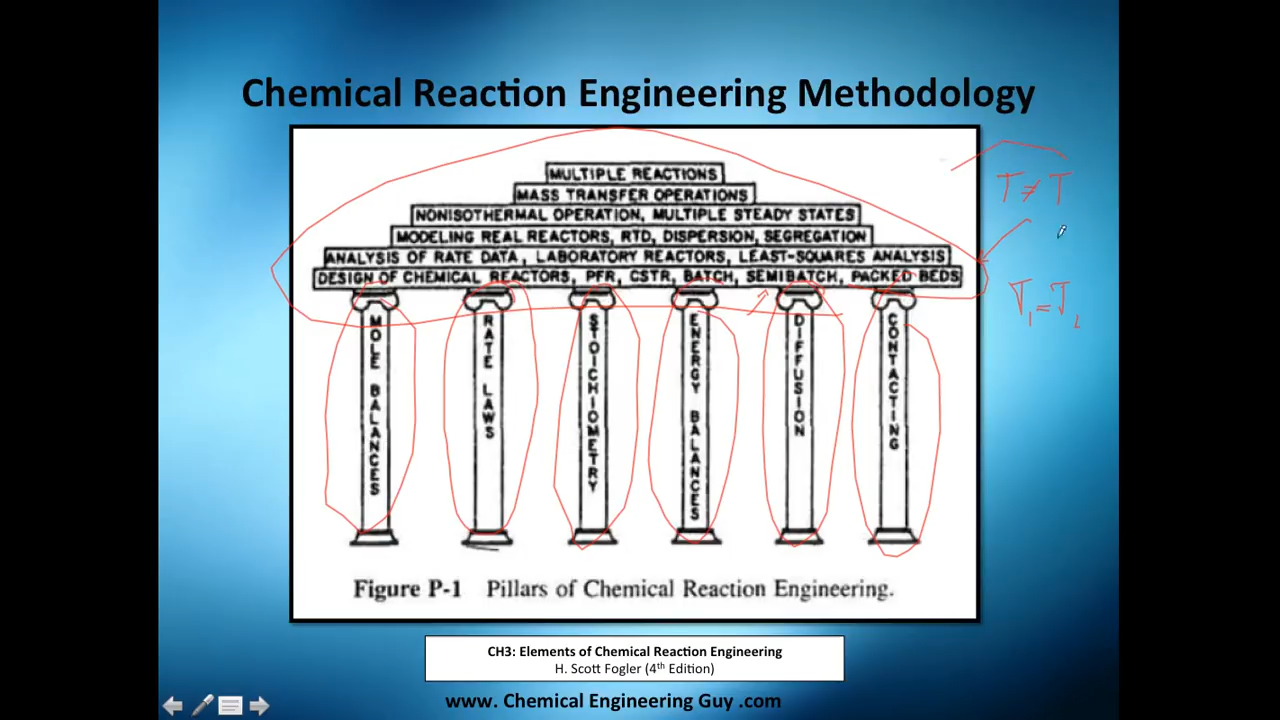 Chemical Reaction Engineering Methodology
MULTIPLE REACTIONS
MASS TRANSFER OPERATIONS
NONISOTHERMAL OPERATION, MULTIPLE STEADY STATES
MODELING REAL REACTORS, RTD, DISPERSION, SEGREGATION
ANALYSIS OF RATE DATA, LABORATORY REACTORS, LEAST-SQUARES ANALYSIS
DESIGN OF CHEMICAL REACTORS, PFR, CSTR, BATCH, SEMIBATCH, PACKED BEDS
MOLE BALANCES
RATE LAWS
STOICHIOMETRY
ENERGY BALANCES
DIFFUSION
CONTACTING
T ≠ T
T₁ = T₂
Figure P-1 Pillars of Chemical Reaction Engineering.
CH3: Elements of Chemical Reaction Engineering
H. Scott Fogler (4th Edition)
www. Chemical Engineering Guy .com